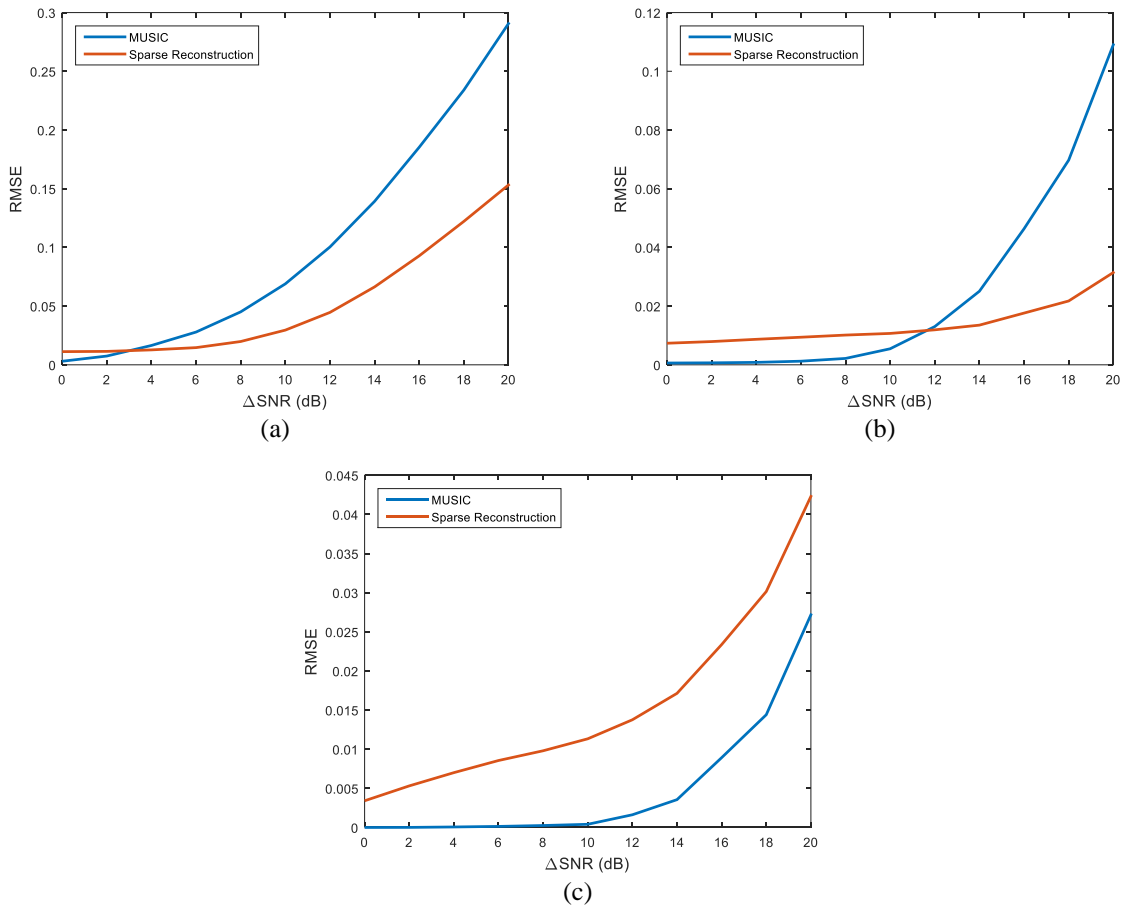 0.3
0.25
0.2
0.15
0.1
0.05
0
RMSE
MUSIC
Sparse Reconstruction
0 2 4 6 8 10 12 14 16 18 20
ΔSNR (dB)
(a)
0.12
0.1
0.08
0.06
0.04
0.02
0
RMSE
MUSIC
Sparse Reconstruction
0 2 4 6 8 10 12 14 16 18 20
ΔSNR (dB)
(b)
0.045
0.04
0.035
0.03
0.025
0.02
0.015
0.01
0.005
0
RMSE
MUSIC
Sparse Reconstruction
0 2 4 6 8 10 12 14 16 18 20
ΔSNR (dB)
(c)